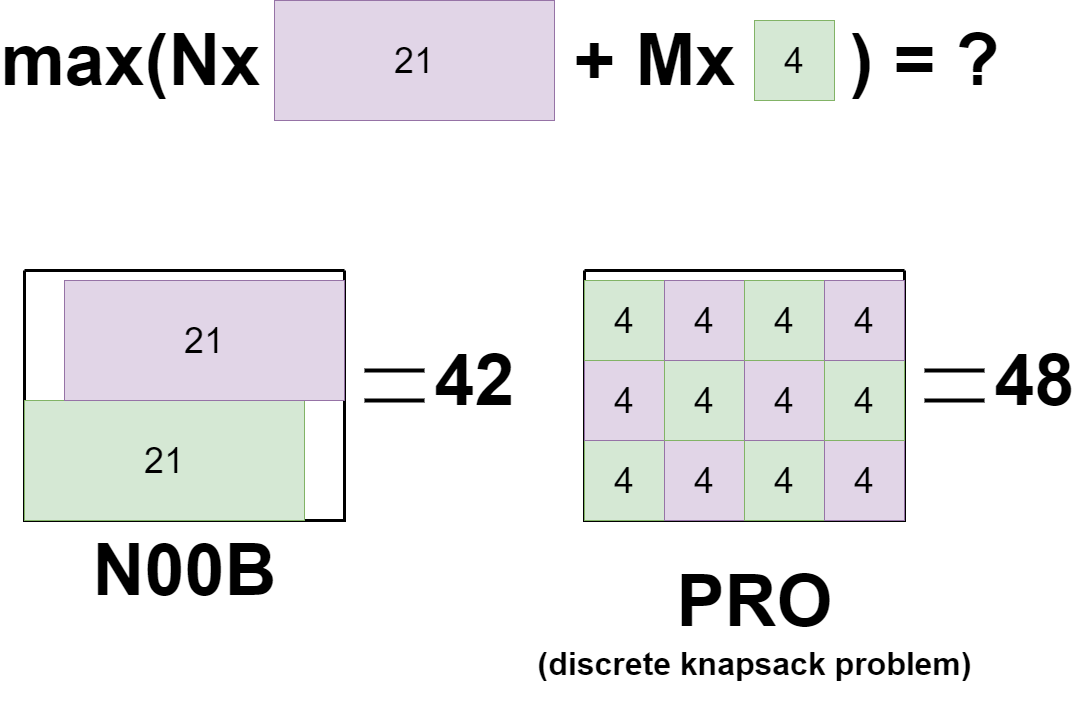 max(Nx 21 + Mx 4 ) = ?
21
21
=42
N00B
4 4 4 4
4 4 4 4
4 4 4 4
=48
PRO
(discrete knapsack problem)